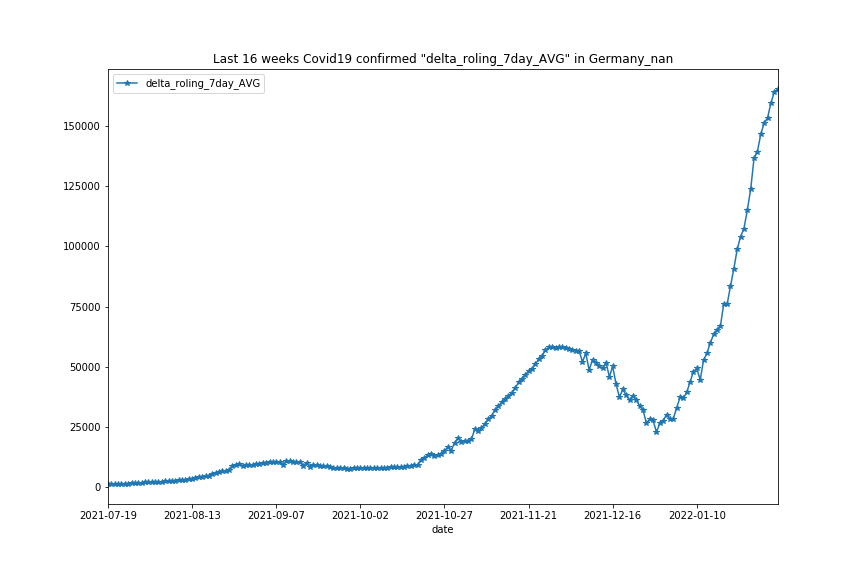 Last 16 weeks Covid19 confirmed "delta_roling_7day_AVG" in Germany_nan
delta_roling_7day_AVG
150000
125000
100000
75000
50000
25000
0
2021-07-19 2021-08-13 2021-09-07 2021-10-02 2021-10-27 2021-11-21 2021-12-16 2022-01-10
date